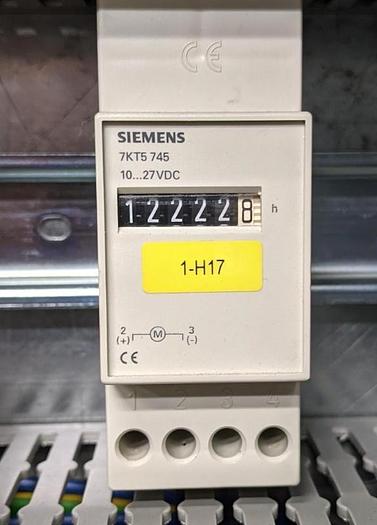 CE
SIEMENS
7KT5 745
10...27VDC
122228 h
1-H17
2 M 3
(+) (-)
CE
1 2 3 4